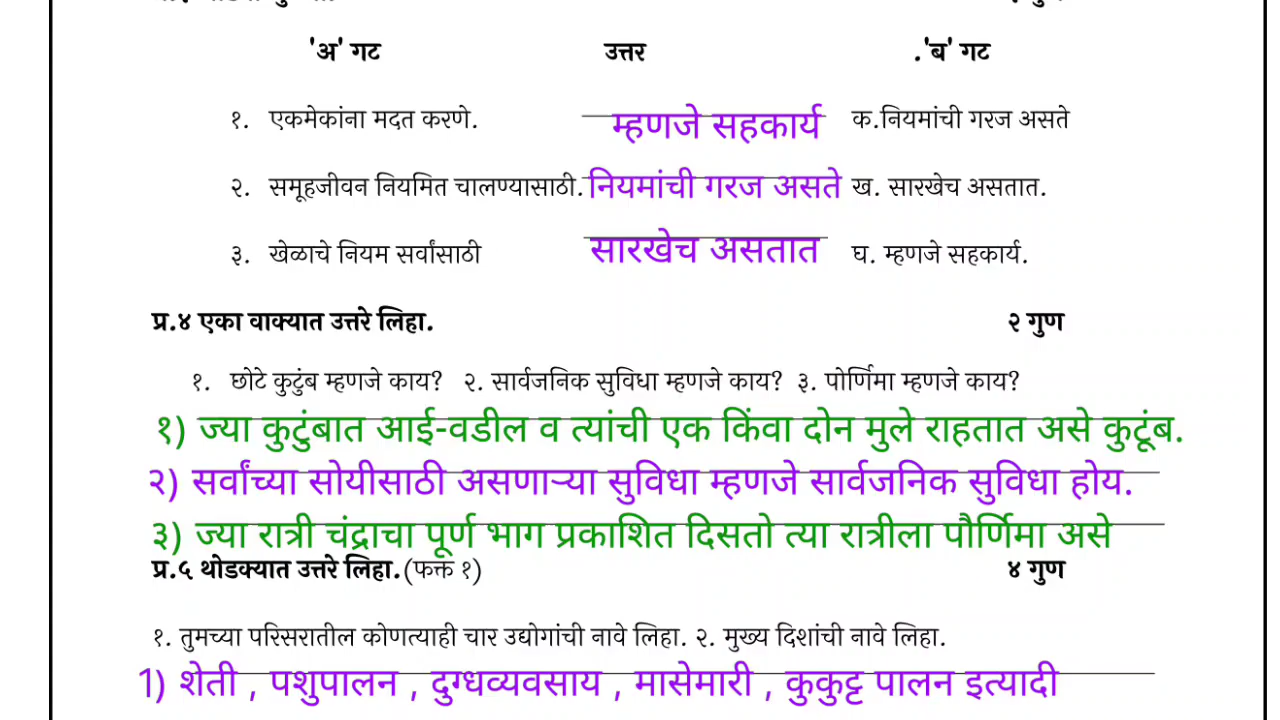 'अ' गट उत्तर .'ब' गट
१. एकमेकांना मदत करणे. म्हणजे सहकार्य क.नियमांची गरज असते
२. समूहजीवन नियमित चालण्यासाठी. नियमांची गरज असते ख. सारखेच असतात.
३. खेळाचे नियम सर्वांसाठी सारखेच असतात घ. म्हणजे सहकार्य.
प्र.४ एका वाक्यात उत्तरे लिहा. २ गुण
१. छोटे कुटुंब म्हणजे काय? २. सार्वजनिक सुविधा म्हणजे काय? ३. पोर्णिमा म्हणजे काय?
१) ज्या कुटुंबात आई-वडील व त्यांची एक किंवा दोन मुले राहतात असे कुटूंब.
२) सर्वांच्या सोयीसाठी असणाऱ्या सुविधा म्हणजे सार्वजनिक सुविधा होय.
३) ज्या रात्री चंद्राचा पूर्ण भाग प्रकाशित दिसतो त्या रात्रीला पौर्णिमा असे
प्र.५ थोडक्यात उत्तरे लिहा.(फक्त १) ४ गुण
१. तुमच्या परिसरातील कोणत्याही चार उद्योगांची नावे लिहा. २. मुख्य दिशांची नावे लिहा.
1) शेती , पशुपालन , दुग्धव्यवसाय , मासेमारी , कुकुट्ट पालन इत्यादी